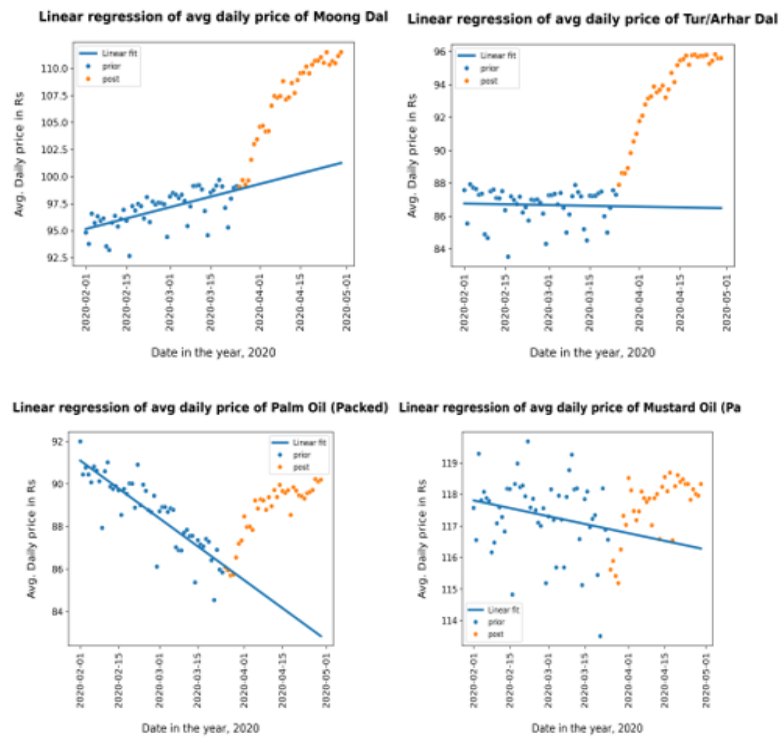 Linear regression of avg daily price of Moong Dal
Linear fit
prior
post
110.0
107.5
105.0
102.5
100.0
97.5
95.0
92.5
Avg. Daily price in Rs
2020-02-01
2020-02-15
2020-03-01
2020-03-15
2020-04-01
2020-04-15
2020-05-01
Date in the year, 2020
Linear regression of avg daily price of Tur/Arhar Dal
Linear fit
prior
post
96
94
92
90
88
86
84
Avg. Daily price in Rs
2020-02-01
2020-02-15
2020-03-01
2020-03-15
2020-04-01
2020-04-15
2020-05-01
Date in the year, 2020
Linear regression of avg daily price of Palm Oil (Packed)
Linear fit
prior
post
92
90
88
86
84
Avg. Daily price in Rs
2020-02-01
2020-02-15
2020-03-01
2020-03-15
2020-04-01
2020-04-15
2020-05-01
Date in the year, 2020
Linear regression of avg daily price of Mustard Oil (Pa
119
118
117
116
115
114
Avg. Daily price in Rs
Linear fit
prior
post
2020-02-01
2020-02-15
2020-03-01
2020-03-15
2020-04-01
2020-04-15
2020-05-01
Date in the year, 2020